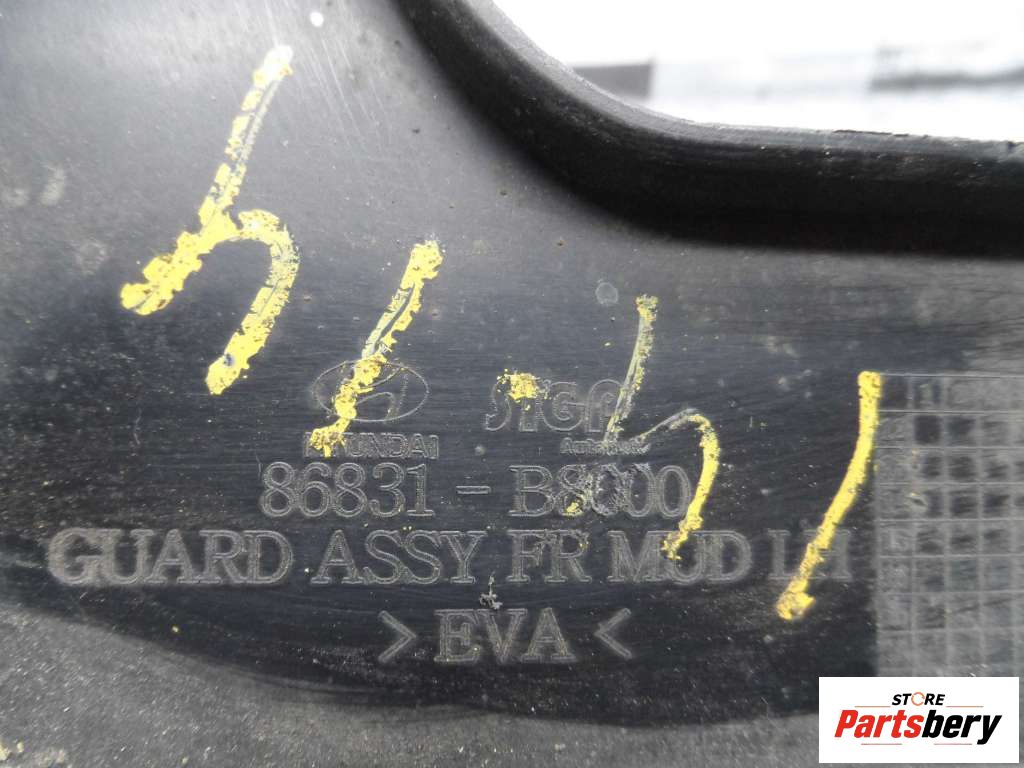 HYUNDAI
86831-B8000
GUARD ASSY FR MUD LH
>EVA<
STORE
Partsbery